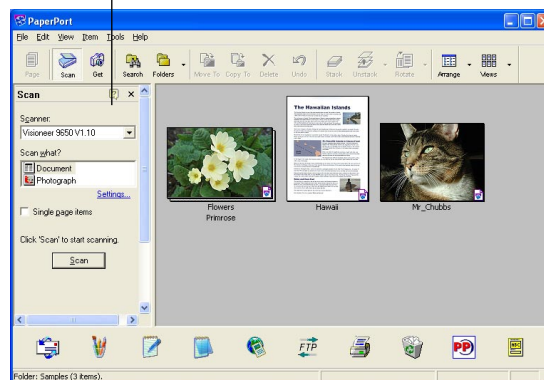 PaperPort
File Edit View Item Tools Help
Page Scan Get Search Folders Move To Copy To Delete Undo Stack Unstack Rotate Arrange Views
Scan
Scanner:
Visioneer 9650 V1.10
Scan what?
Document
Photograph
Settings...
Single page items
Click 'Scan' to start scanning.
Scan
The Hawaiian Islands
Flowers
Primrose
Hawaii
Mr_Chubbs
FTP
PP
Folder: Samples (3 items).